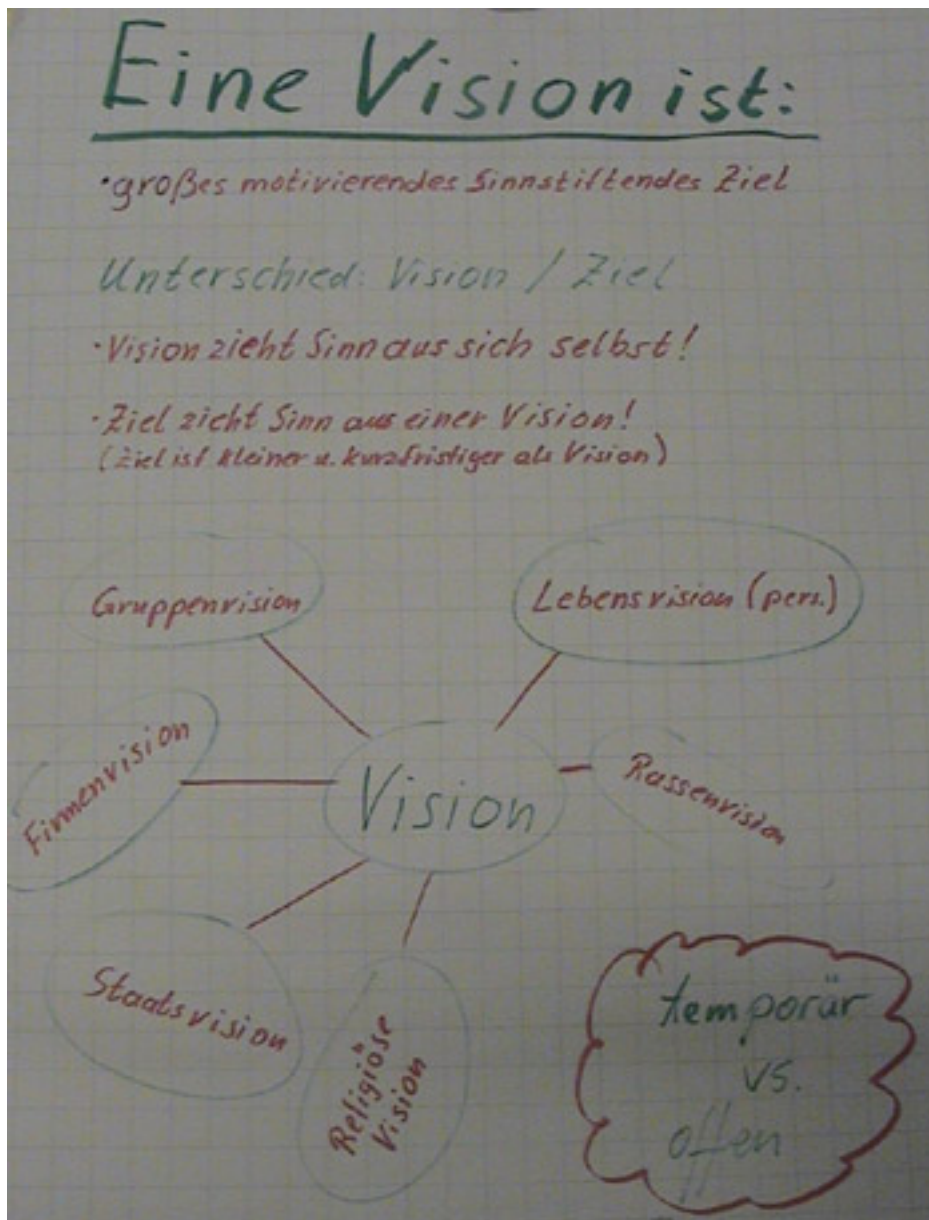 Eine Vision ist:
• großes motivierendes Sinnstiftendes Ziel
Unterschied: Vision / Ziel
• Vision zieht Sinn aus sich selbst!
• Ziel zieht Sinn aus einer Vision!
(Ziel ist kleiner u. kurzfristiger als Vision)
Gruppenvision
Lebensvision (pers.)
Firmenvision
Vision
Rassenvision
Staatsvision
Religiöse
Vision
temporär
vs.
offen